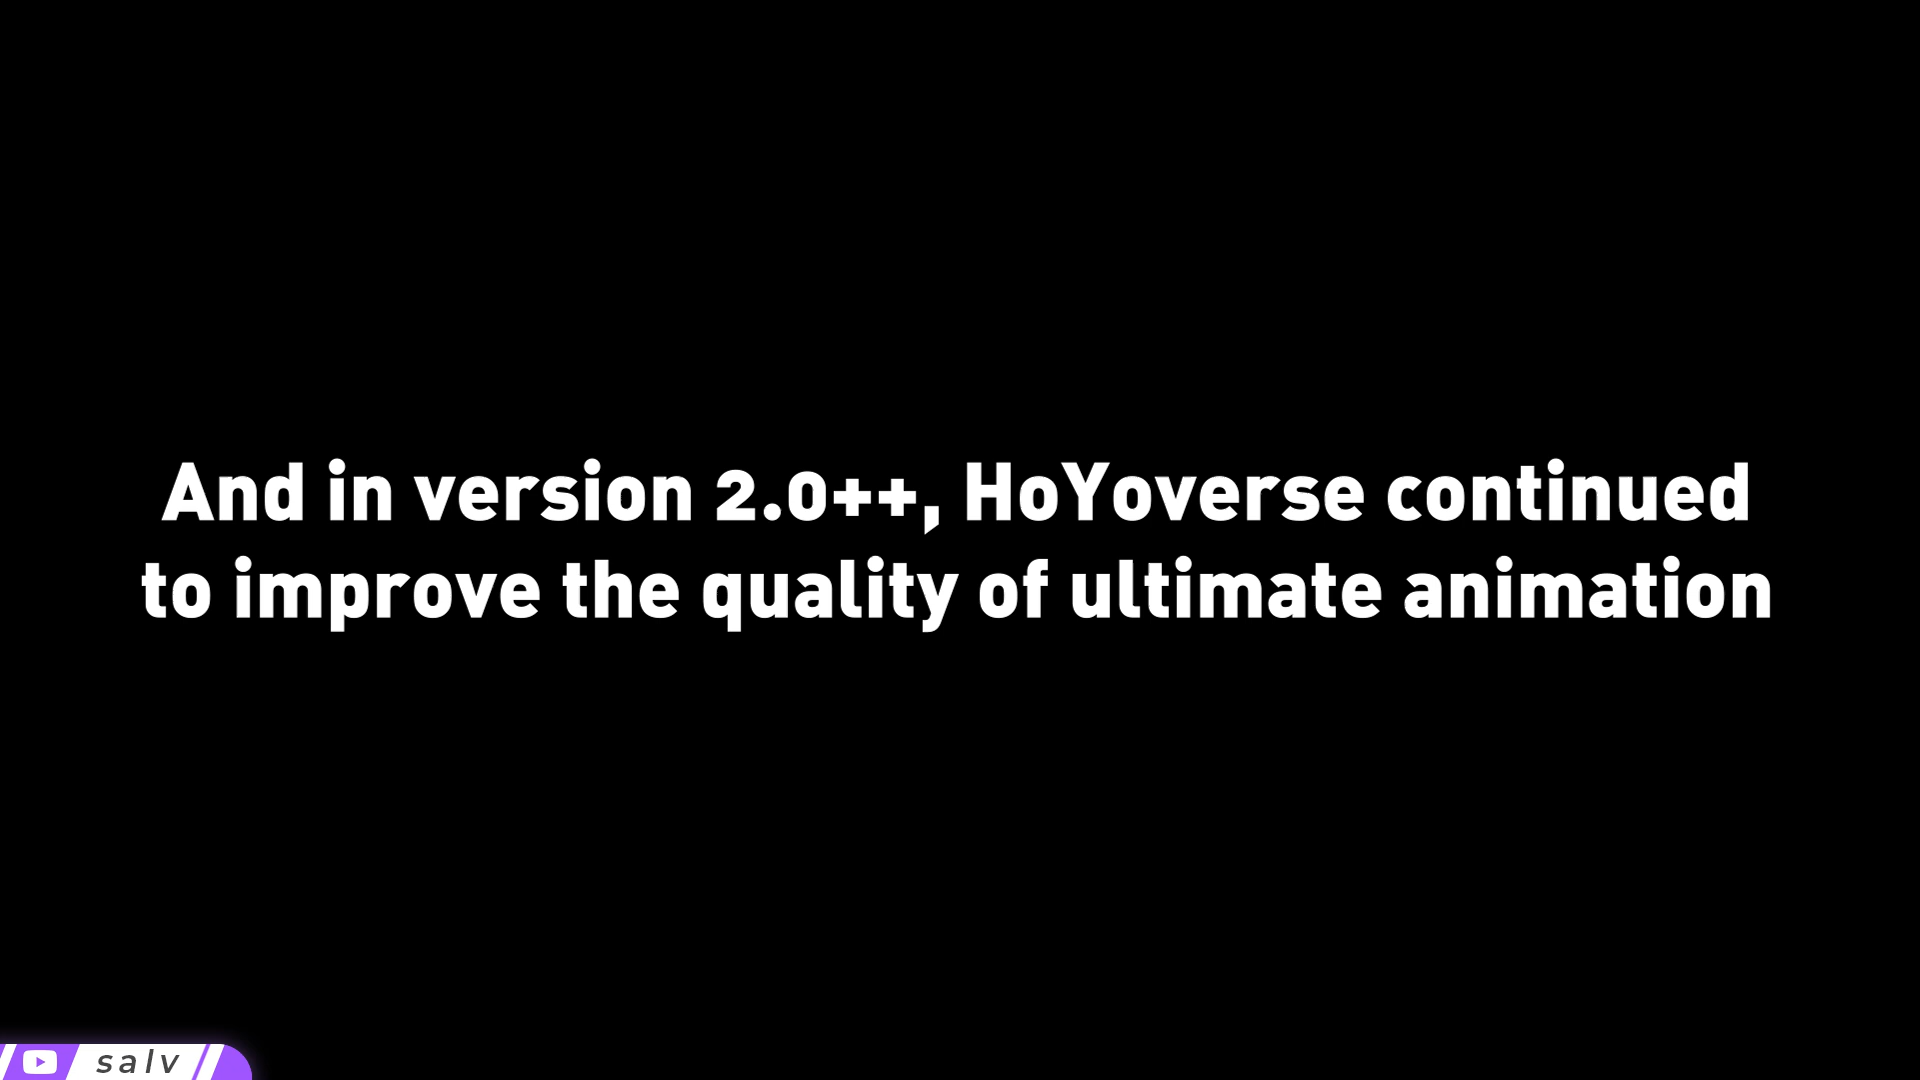 And in version 2.0++, HoYoverse continued
to improve the quality of ultimate animation
salv